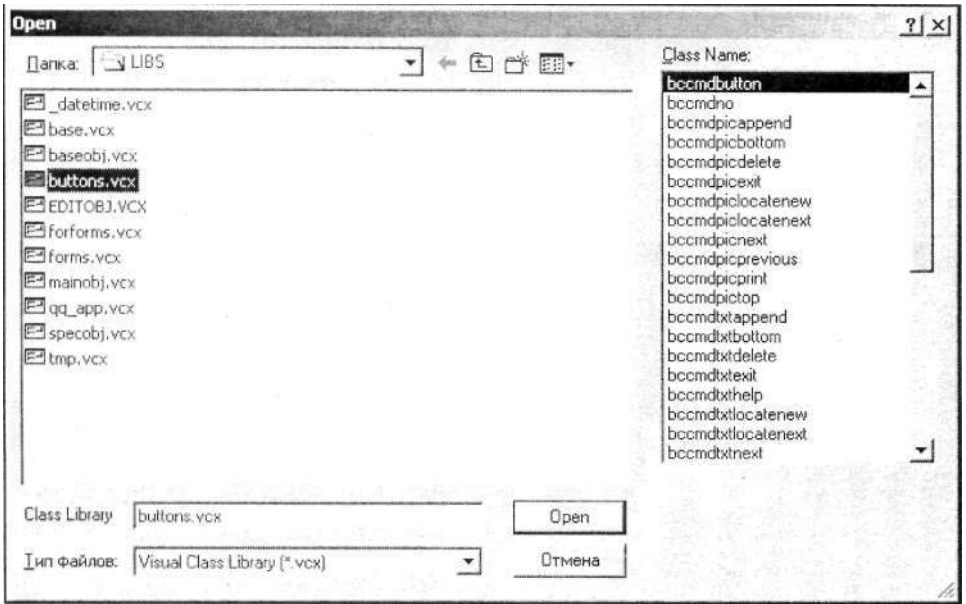 Open
Папка: LIBS
_datetime.vcx
base.vcx
baseobj.vcx
buttons.vcx
EDITOBJ.VCX
forforms.vcx
forms.vcx
mainobj.vcx
qq_app.vcx
specobj.vcx
tmp.vcx
Class Name:
bccmdbutton
bccmdno
bccmdpicappend
bccmdpicbottom
bccmdpicdelete
bccmdpicexit
bccmdpiclocatenew
bccmdpiclocatenext
bccmdpicnext
bccmdpicprevious
bccmdpicprint
bccmdpictop
bccmdtxtappend
bccmdtxtbottom
bccmdtxtdelete
bccmdtxtexit
bccmdtxthelp
bccmdtxtlocatenew
bccmdtxtlocatenext
bccmdtxtnext
Class Library buttons.vcx Open
Тип файлов: Visual Class Library (*.vcx) Отмена